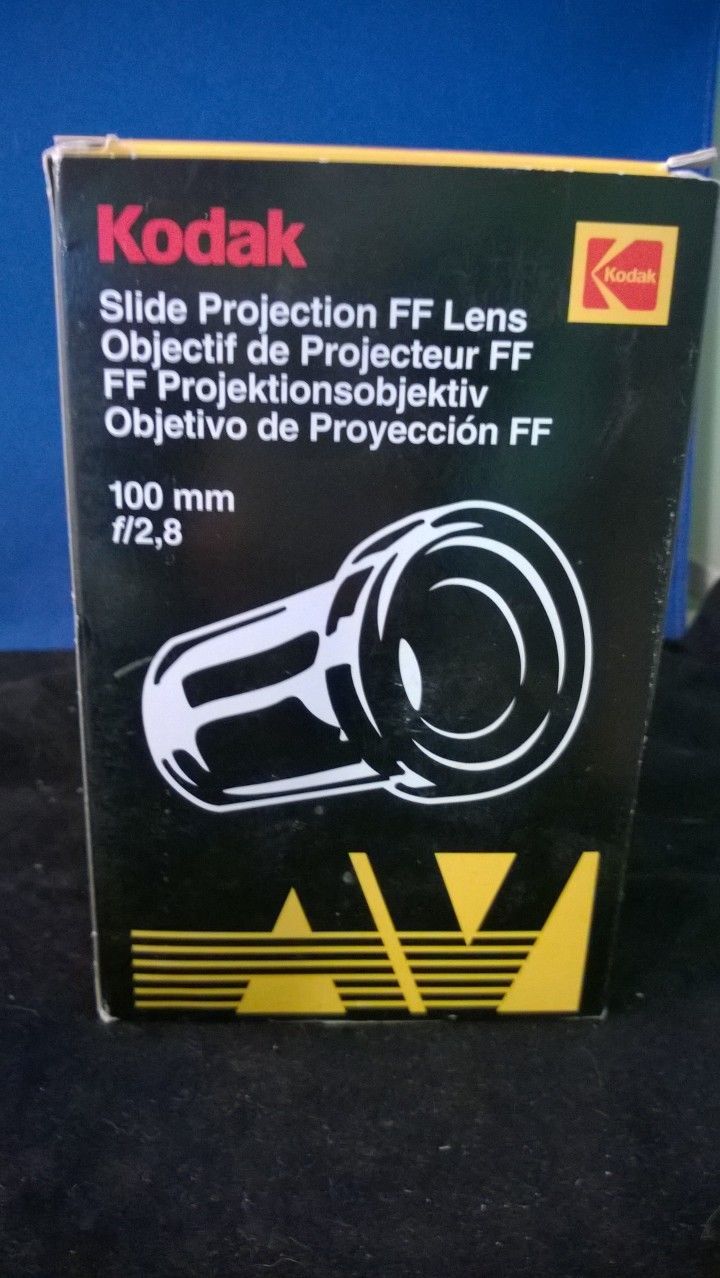 Kodak
Kodak
Slide Projection FF Lens
Objectif de Projecteur FF
FF Projektionsobjektiv
Objetivo de Proyección FF
100 mm
f/2,8
AV